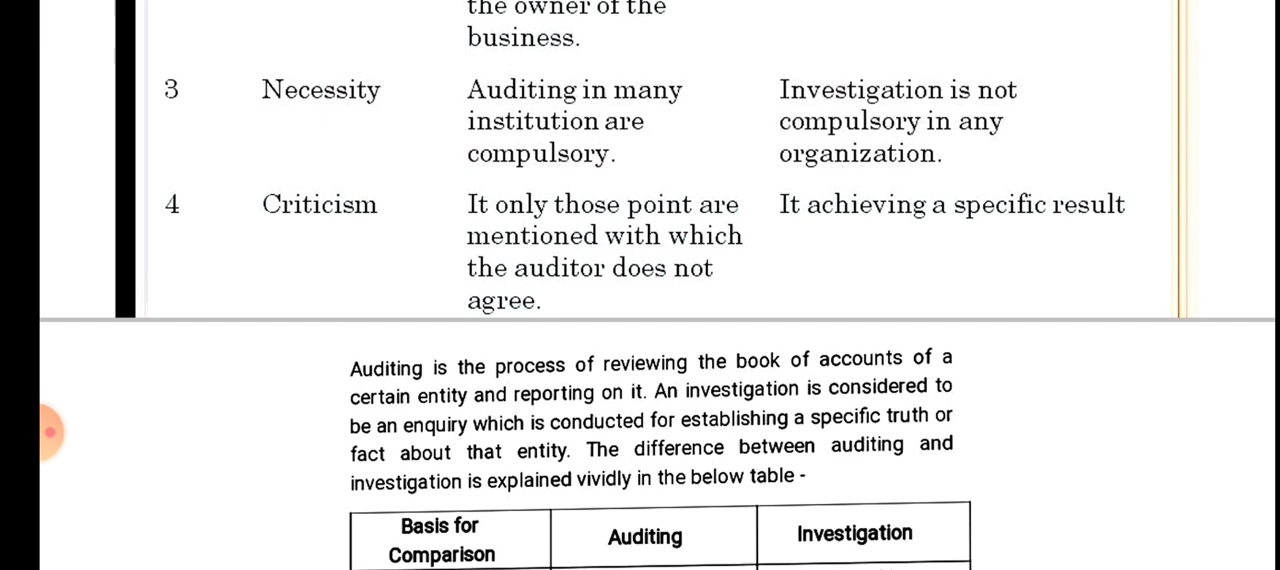 the owner of the
business.
3 Necessity Auditing in many Investigation is not
institution are compulsory in any
compulsory. organization.
4 Criticism It only those point are It achieving a specific result
mentioned with which
the auditor does not
agree.
Auditing is the process of reviewing the book of accounts of a
certain entity and reporting on it. An investigation is considered to
be an enquiry which is conducted for establishing a specific truth or
fact about that entity. The difference between auditing and
investigation is explained vividly in the below table -
Basis for Auditing Investigation
Comparison